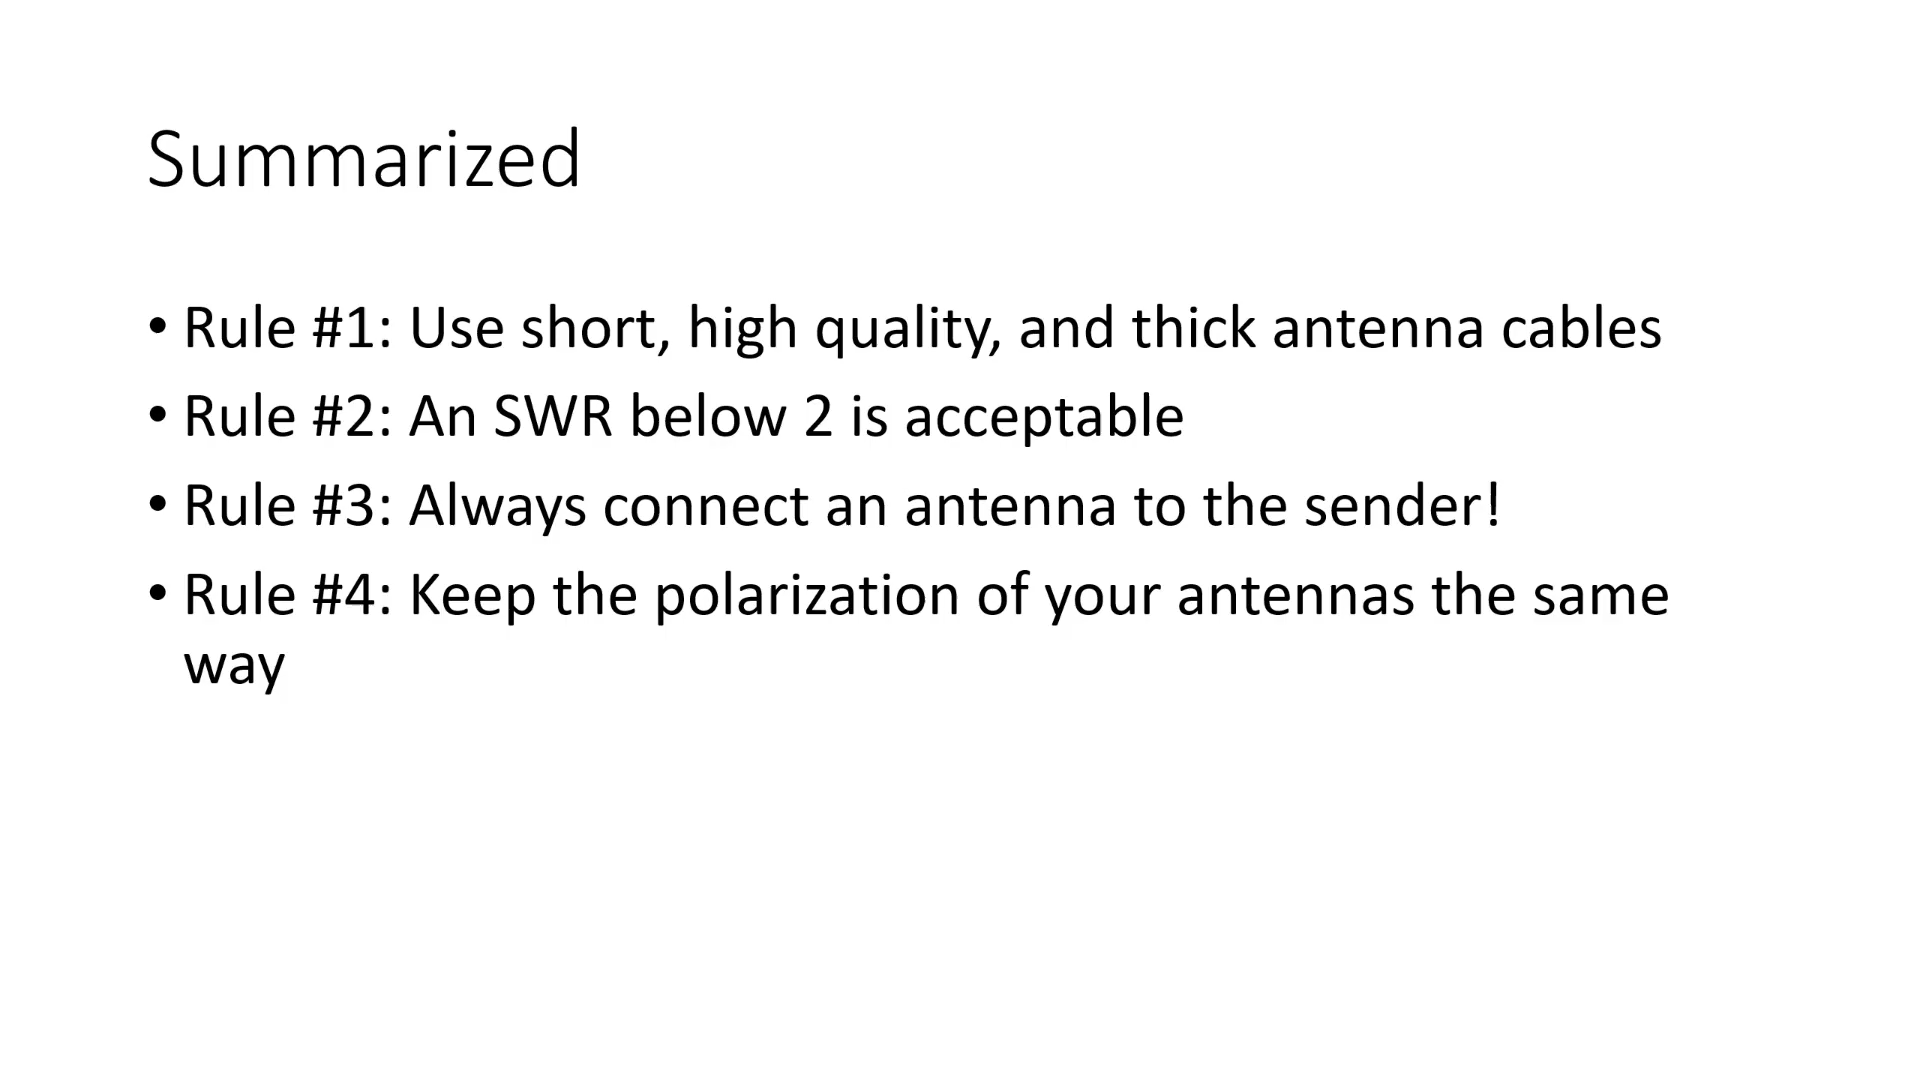 Summarized
• Rule #1: Use short, high quality, and thick antenna cables
• Rule #2: An SWR below 2 is acceptable
• Rule #3: Always connect an antenna to the sender!
• Rule #4: Keep the polarization of your antennas the same
way